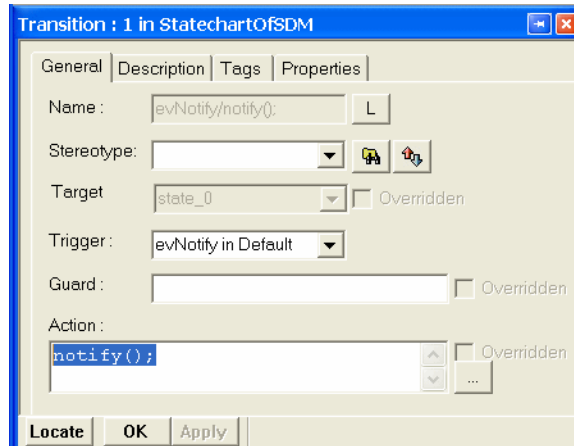 Transition : 1 in StatechartOfSDM
General Description Tags Properties
Name : evNotify/notify(); L
Stereotype:
Target state_0 Overridden
Trigger : evNotify in Default
Guard : Overridden
Action :
notify(); Overridden
...
Locate OK Apply